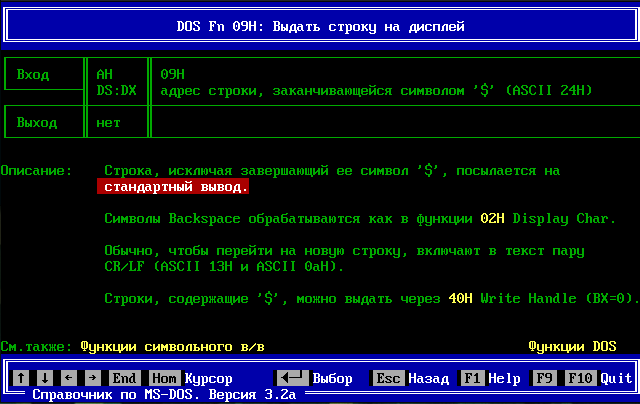 DOS Fn 09H: Выдать строку на дисплей
Вход AH 09H
DS:DX адрес строки, заканчивающейся символом '$' (ASCII 24H)
Выход нет
Описание: Строка, исключая завершающий ее символ '$', посылается на
стандартный вывод.
Символы Backspace обрабатываются как в функции 02H Display Char.
Обычно, чтобы перейти на новую строку, включают в текст пару
CR/LF (ASCII 13H и ASCII 0aH).
Строки, содержащие '$', можно выдать через 40H Write Handle (BX=0).
См.также: Функции символьного в/в Функции DOS
↑ ↓ ← → End Hom Курсор ◄─┘ Выбор Esc Назад F1 Help F9 F10 Quit
Справочник по MS-DOS. Версия 3.2a